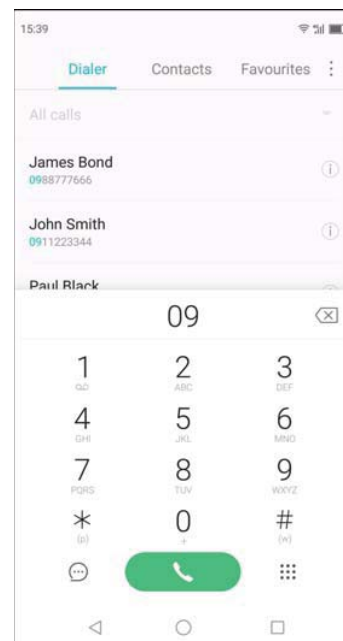 15:39
Dialer Contacts Favourites
All calls
James Bond
0988777666
John Smith
0911223344
Paul Black
09
1 2 3
ABC DEF
4 5 6
GHI JKL MNO
7 8 9
PQRS TUV WXYZ
* 0 #
(p) + (w)